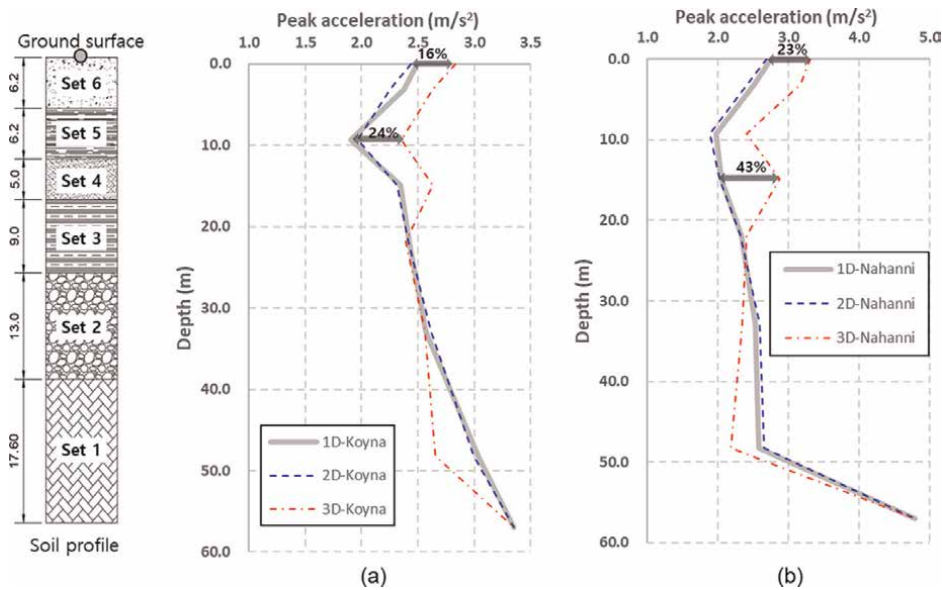 Ground surface
6.2
Set 6
6.2
Set 5
5.0
Set 4
9.0
Set 3
13.0
Set 2
17.60
Set 1
Soil profile
Peak acceleration (m/s²)
1.0 1.5 2.0 2.5 3.0 3.5
0.0
10.0
20.0
30.0
40.0
50.0
60.0
Depth (m)
16%
24%
1D-Koyna
2D-Koyna
3D-Koyna
(a)
Peak acceleration (m/s²)
1.0 2.0 3.0 4.0 5.0
0.0
10.0
20.0
30.0
40.0
50.0
60.0
Depth (m)
23%
43%
1D-Nahanni
2D-Nahanni
3D-Nahanni
(b)